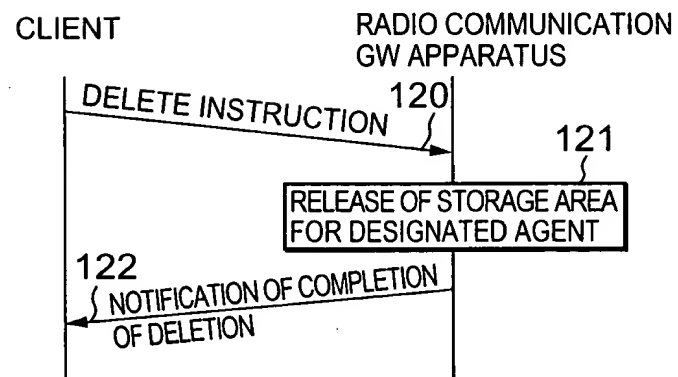 CLIENT
RADIO COMMUNICATION
GW APPARATUS
DELETE INSTRUCTION
120
121
RELEASE OF STORAGE AREA
FOR DESIGNATED AGENT
122
NOTIFICATION OF COMPLETION
OF DELETION